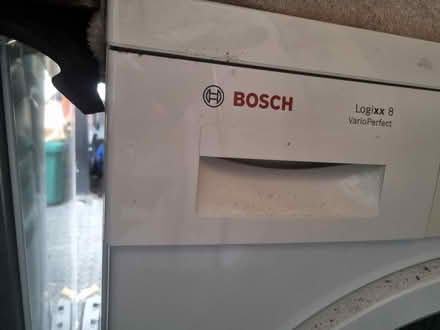 BOSCH
Logixx 8
VarioPerfect